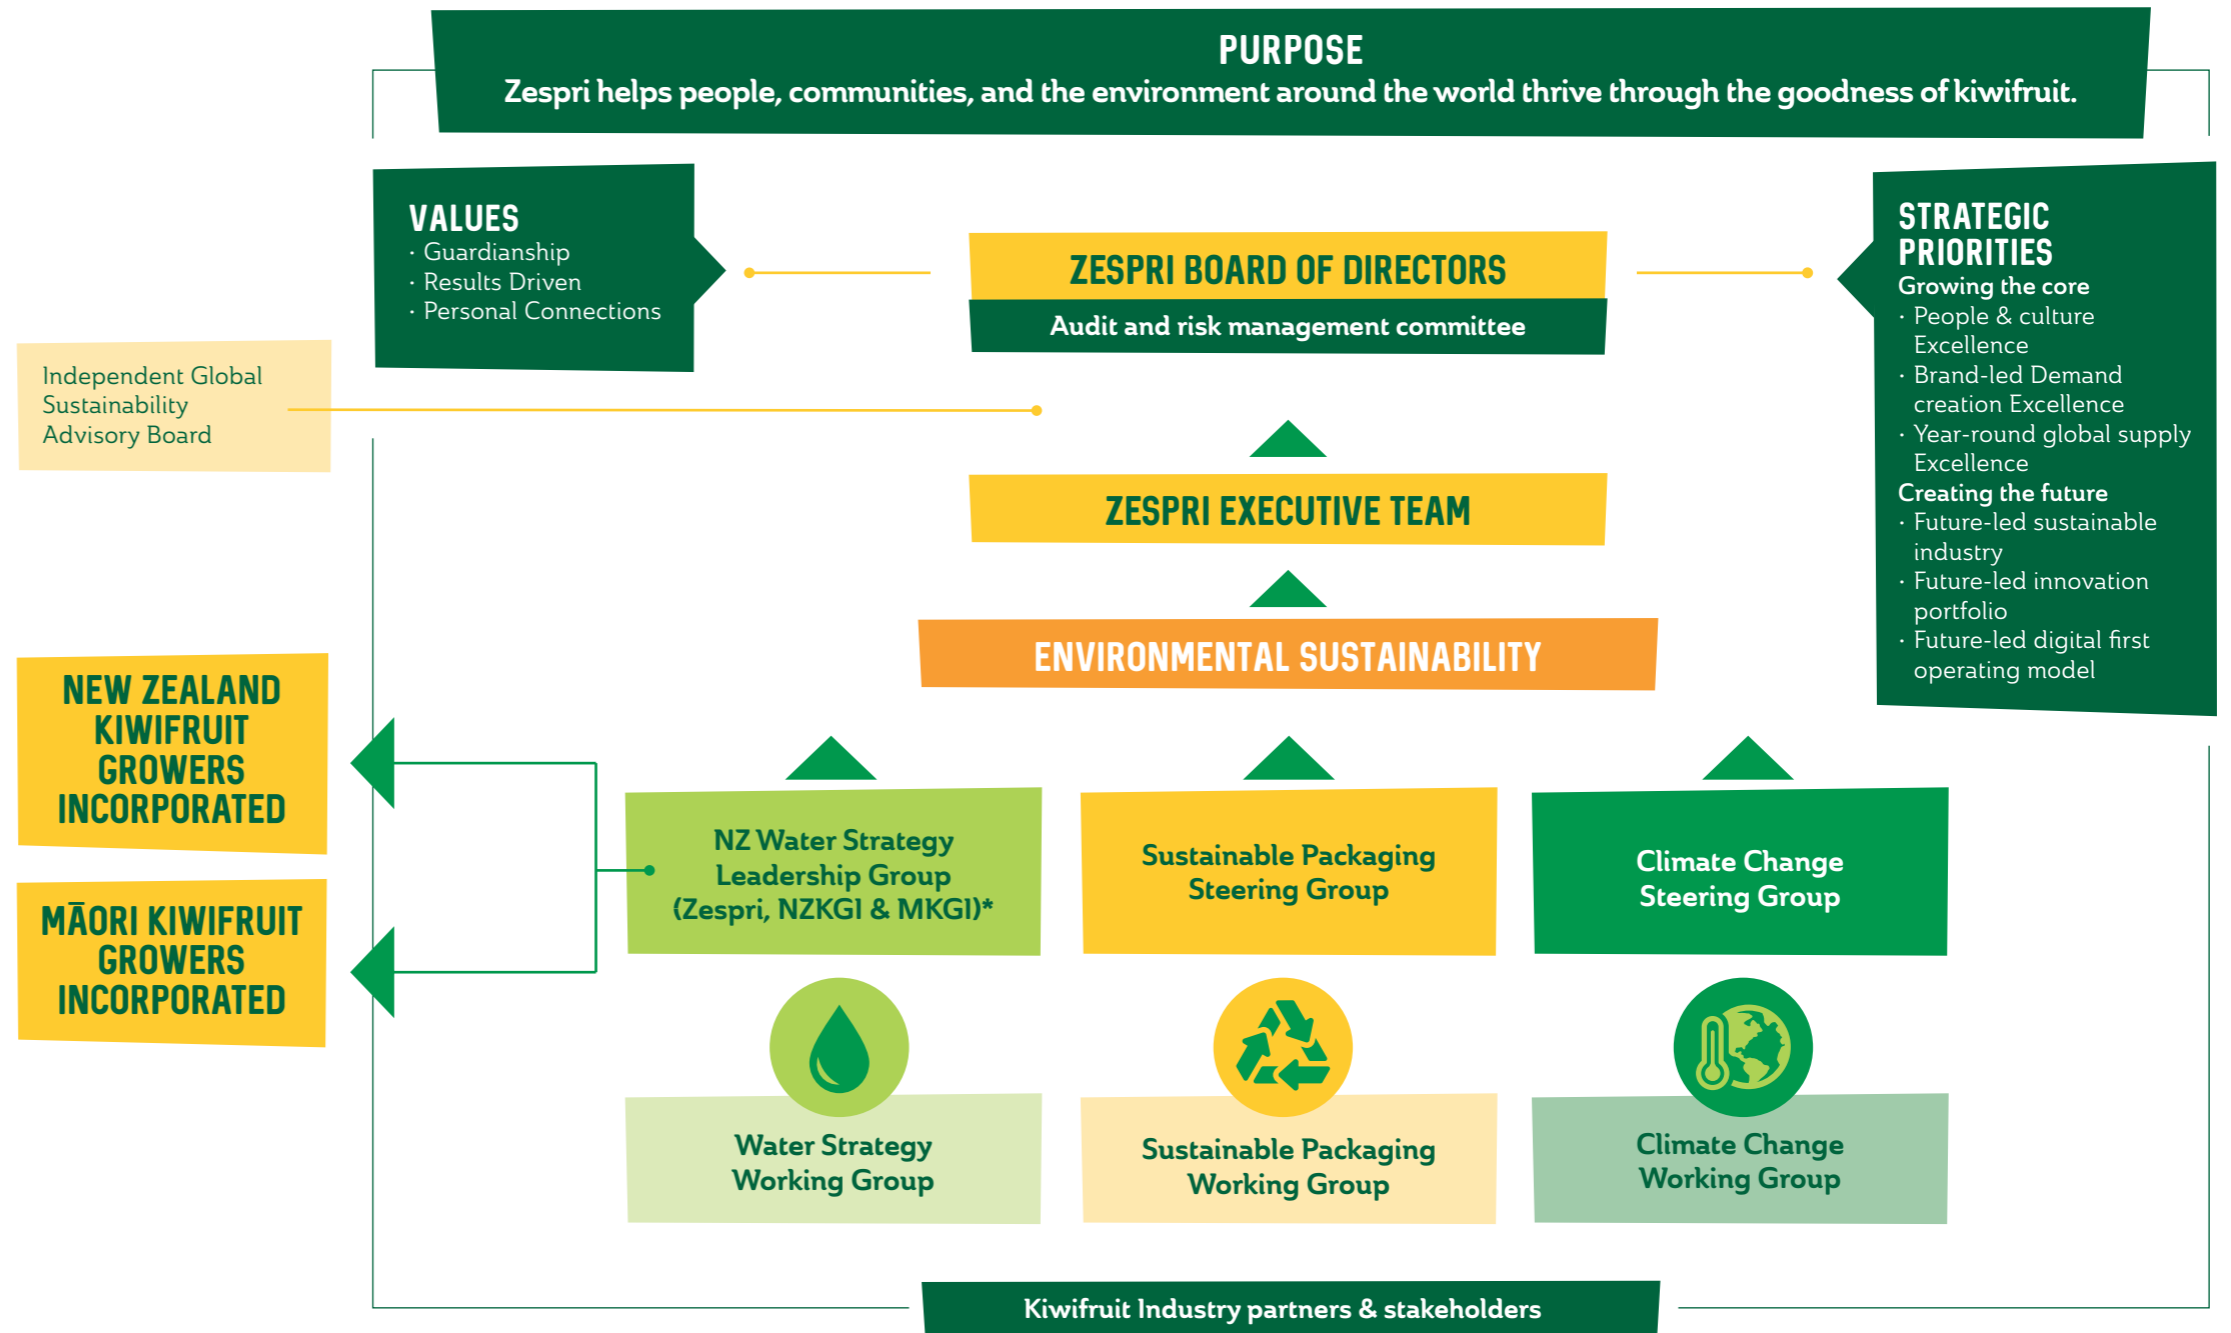 PURPOSE
Zespri helps people, communities, and the environment around the world thrive through the goodness of kiwifruit.
VALUES
· Guardianship
· Results Driven
· Personal Connections
ZESPRI BOARD OF DIRECTORS
Audit and risk management committee
STRATEGIC
PRIORITIES
Growing the core
· People & culture
Excellence
· Brand-led Demand
creation Excellence
· Year-round global supply
Excellence
Creating the future
· Future-led sustainable
industry
· Future-led innovation
portfolio
· Future-led digital first
operating model
Independent Global
Sustainability
Advisory Board
ZESPRI EXECUTIVE TEAM
ENVIRONMENTAL SUSTAINABILITY
NEW ZEALAND
KIWIFRUIT
GROWERS
INCORPORATED
MĀORI KIWIFRUIT
GROWERS
INCORPORATED
NZ Water Strategy
Leadership Group
(Zespri, NZKGI & MKGI)*
Sustainable Packaging
Steering Group
Climate Change
Steering Group
Water Strategy
Working Group
Sustainable Packaging
Working Group
Climate Change
Working Group
Kiwifruit Industry partners & stakeholders